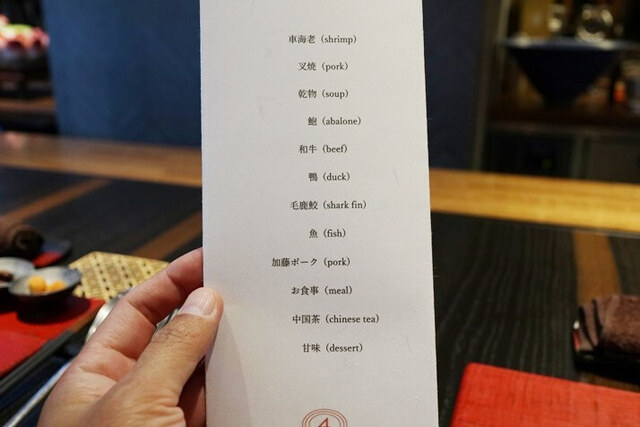 車海老（shrimp）
叉焼（pork）
乾物（soup）
鮑（abalone）
和牛（beef）
鴨（duck）
毛鹿鮫（shark fin）
魚（fish）
加藤ポーク（pork）
お食事（meal）
中国茶（chinese tea）
甘味（dessert）